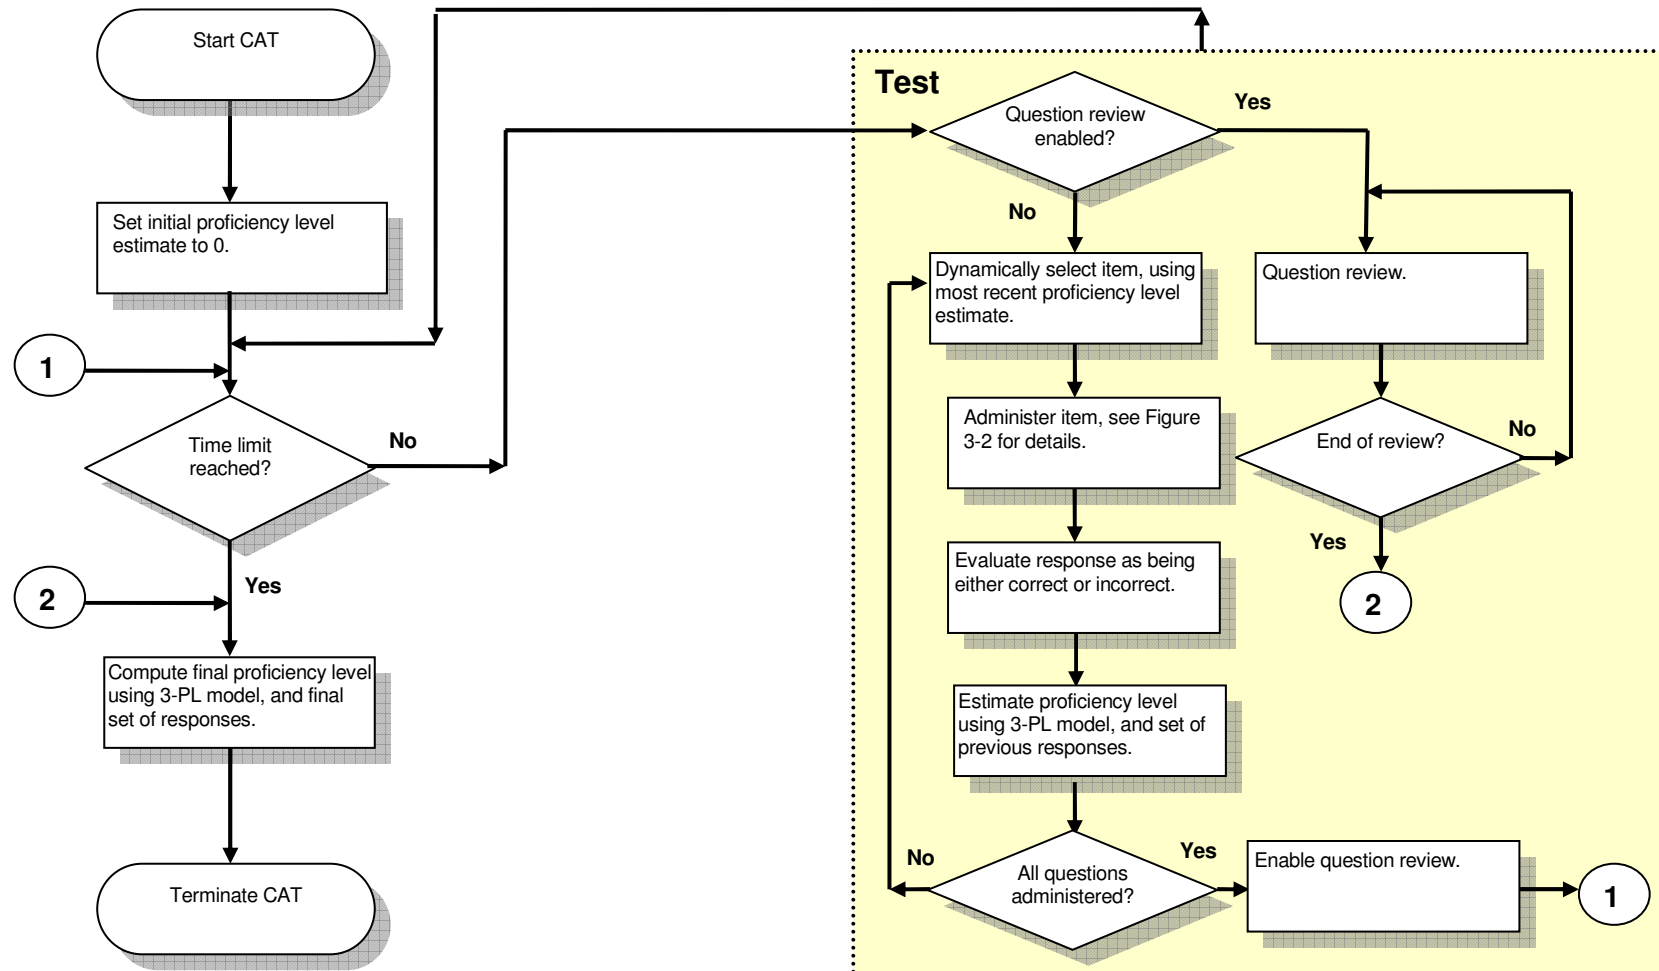 Start CAT
Set initial proficiency level
estimate to 0.
1
Time limit
reached?
No
Yes
2
Compute final proficiency level
using 3-PL model, and final
set of responses.
Terminate CAT
Test
Question review
enabled?
Yes
No
Dynamically select item, using
most recent proficiency level
estimate.
Question review.
Administer item, see Figure
3-2 for details.
End of review?
No
Yes
2
Evaluate response as being
either correct or incorrect.
Estimate proficiency level
using 3-PL model, and set of
previous responses.
All questions
administered?
No
Yes
Enable question review.
1